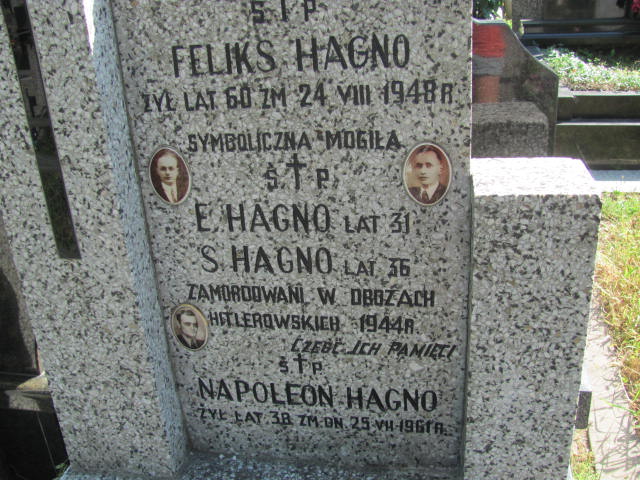 Ś † P
FELIKS HAGNO
ŻYŁ LAT 60 ZM 24 VIII 1948 R
SYMBOLICZNA MOGIŁA
Ś † P
E. HAGNO LAT 31
S. HAGNO LAT 36
ZAMORDOWANI W OBOZACH
HITLEROWSKICH 1944 R.
CZEŚĆ ICH PAMIĘCI
Ś † P
NAPOLEON HAGNO
ŻYŁ LAT 38 ZM. DN. 25 VII 1961 R.